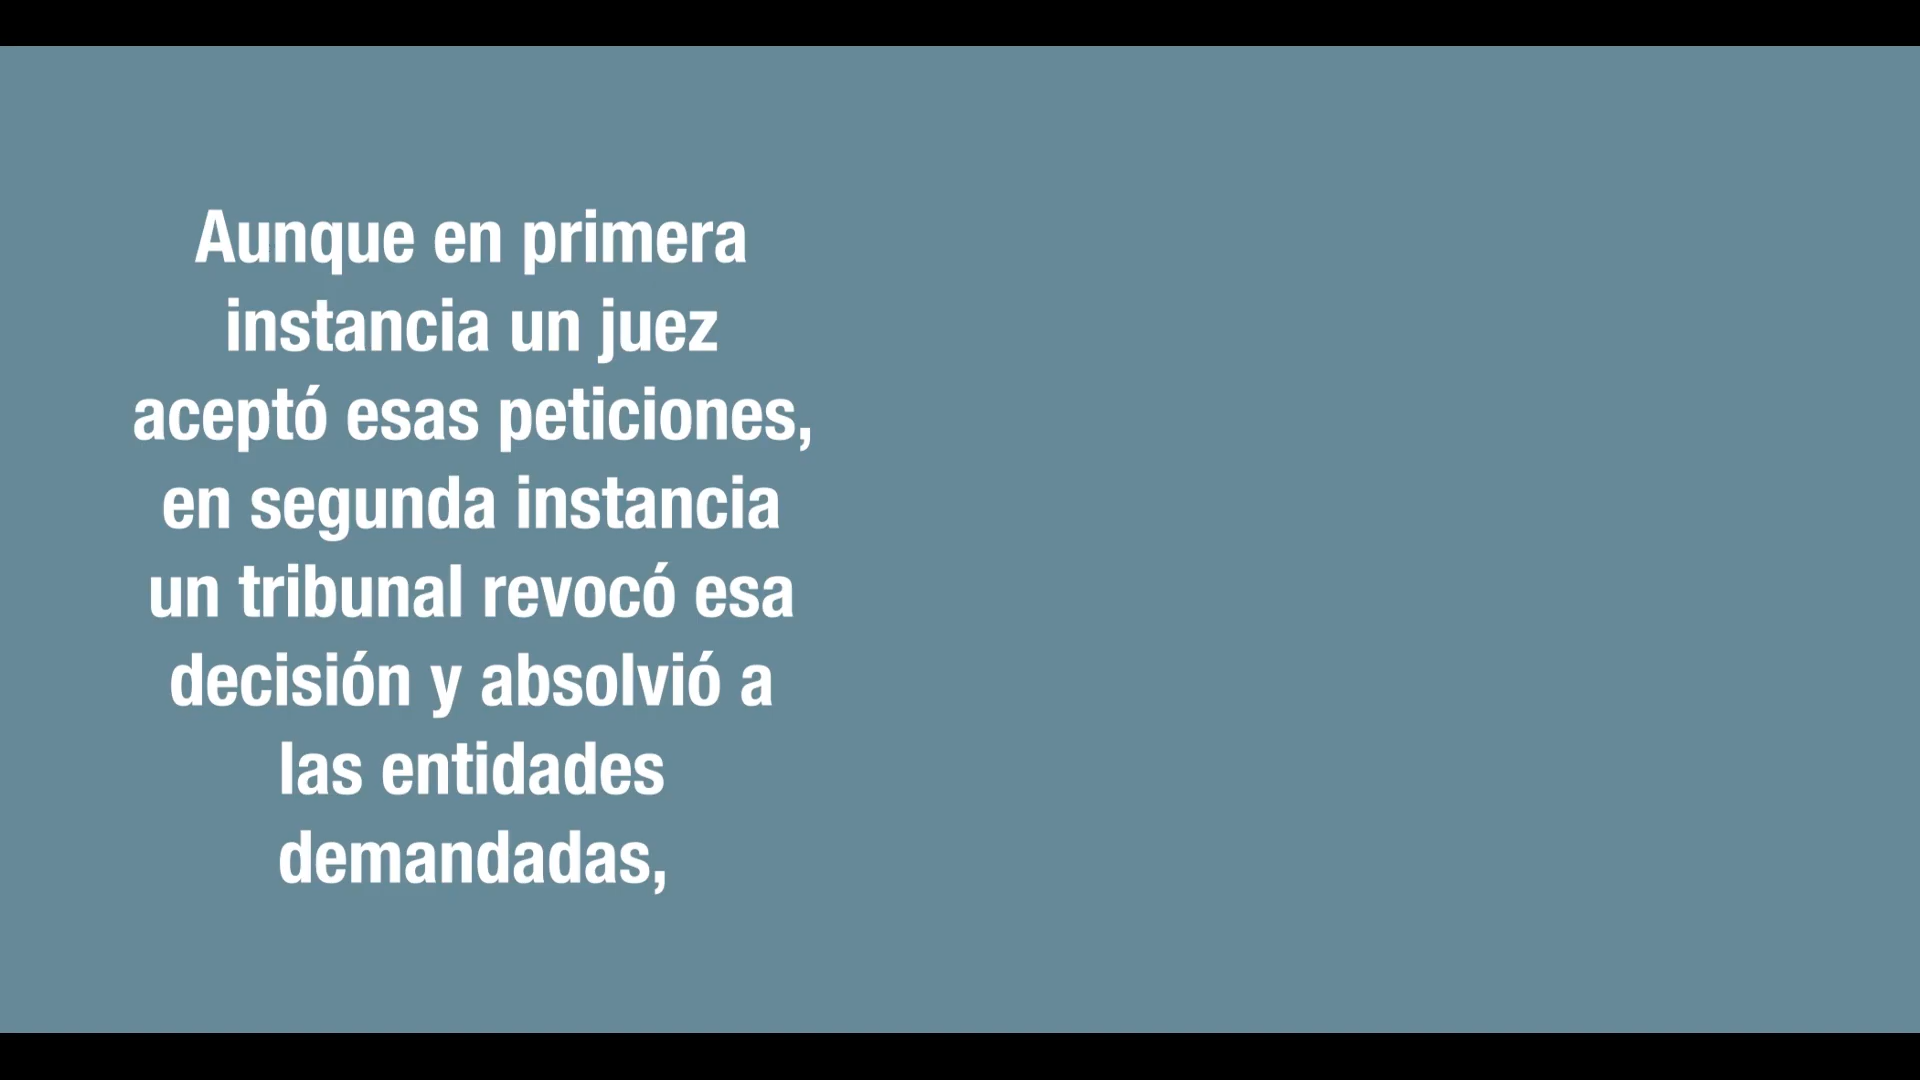 Aunque en primera
instancia un juez
aceptó esas peticiones,
en segunda instancia
un tribunal revocó esa
decisión y absolvió a
las entidades
demandadas,